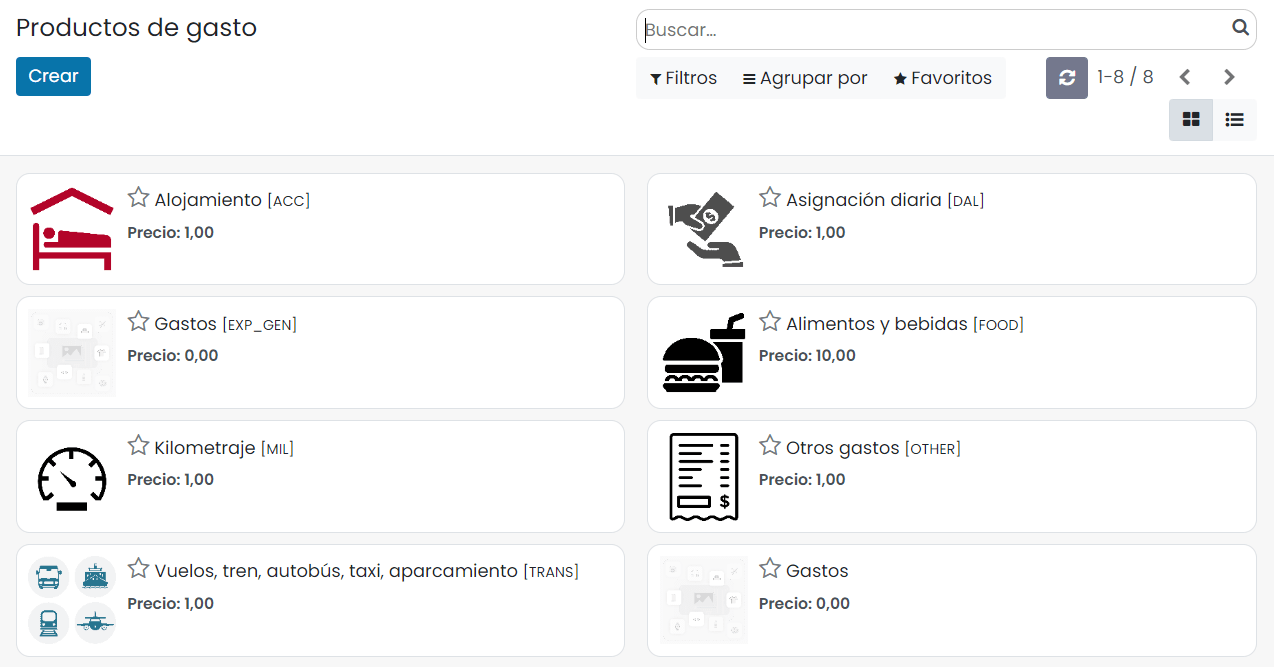 Productos de gasto
Buscar...
Crear
Filtros Agrupar por Favoritos
1-8 / 8
Alojamiento [ACC]
Precio: 1,00
Asignación diaria [DAL]
Precio: 1,00
Gastos [EXP_GEN]
Precio: 0,00
Alimentos y bebidas [FOOD]
Precio: 10,00
Kilometraje [MIL]
Precio: 1,00
$
Otros gastos [OTHER]
Precio: 1,00
Vuelos, tren, autobús, taxi, aparcamiento [TRANS]
Precio: 1,00
Gastos
Precio: 0,00